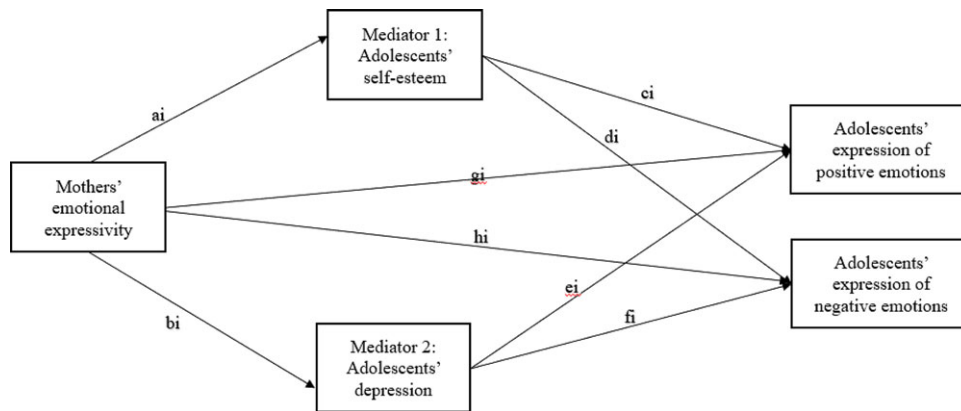 Mediator 1:
Adolescents’
self-esteem
ai
ci
di
Adolescents’
expression of
positive emotions
Mothers’
emotional
expressivity
gi
hi
Adolescents’
expression of
negative emotions
ei
fi
bi
Mediator 2:
Adolescents’
depression